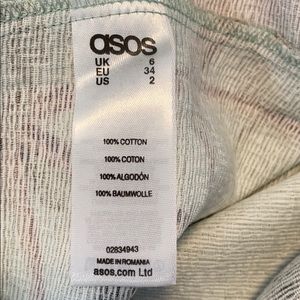 asos
UK 6
EU 34
US 2
100% COTTON
100% COTON
100% ALGODÓN
100% BAUMWOLLE
02834943
MADE IN ROMANIA
asos.com Ltd